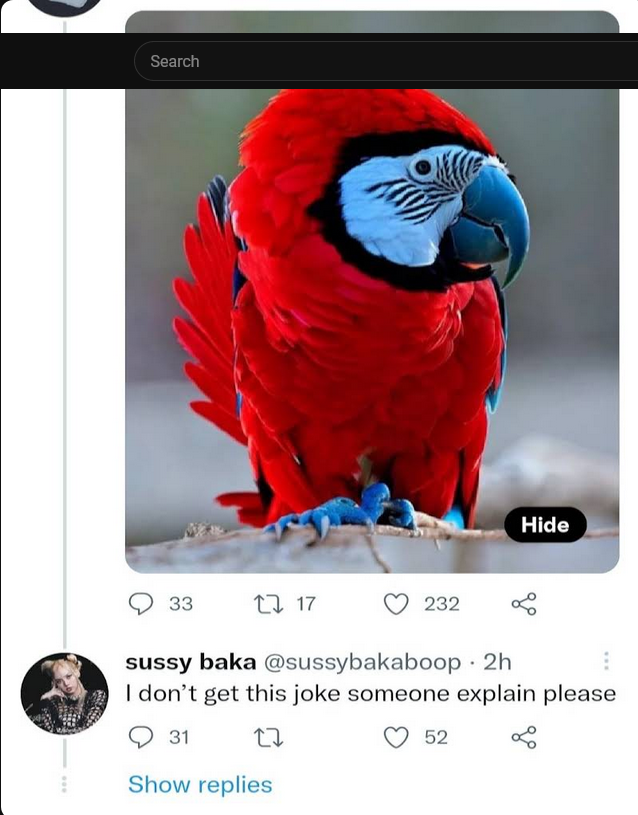 Search
Hide
33 17 232
sussy baka @sussybakaboop · 2h
I don't get this joke someone explain please
31 52
Show replies